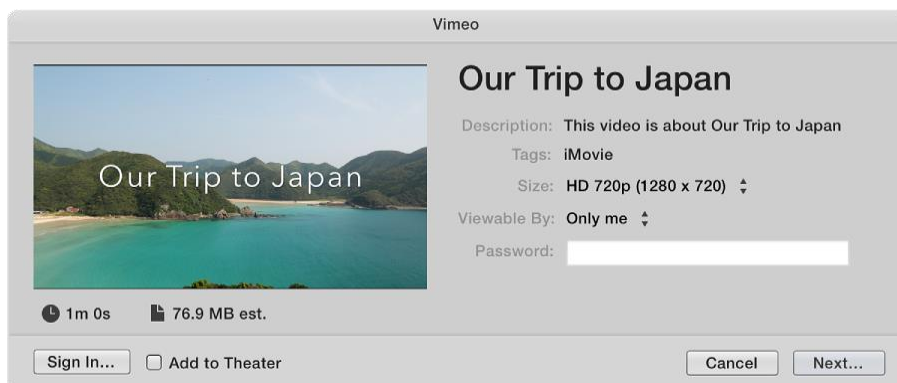 Vimeo
Our Trip to Japan
Our Trip to Japan
Description: This video is about Our Trip to Japan
Tags: iMovie
Size: HD 720p (1280 x 720)
Viewable By: Only me
Password:
1m 0s 76.9 MB est.
Sign In... Add to Theater Cancel Next...